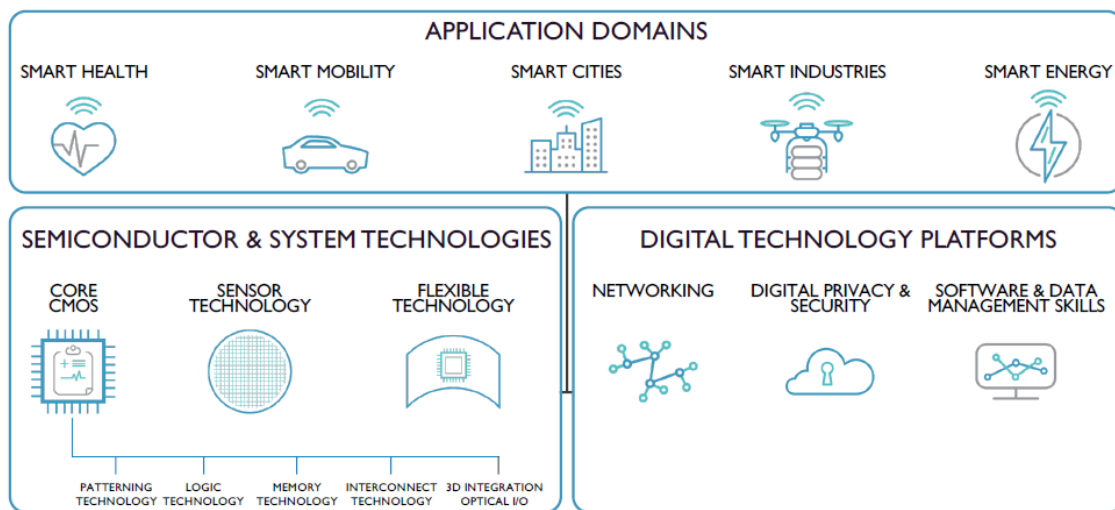 APPLICATION DOMAINS
SMART HEALTH
SMART MOBILITY
SMART CITIES
SMART INDUSTRIES
SMART ENERGY
SEMICONDUCTOR & SYSTEM TECHNOLOGIES
CORE
CMOS
SENSOR
TECHNOLOGY
FLEXIBLE
TECHNOLOGY
PATTERNING
TECHNOLOGY
LOGIC
TECHNOLOGY
MEMORY
TECHNOLOGY
INTERCONNECT
TECHNOLOGY
3D INTEGRATION
OPTICAL I/O
DIGITAL TECHNOLOGY PLATFORMS
NETWORKING
DIGITAL PRIVACY &
SECURITY
SOFTWARE & DATA
MANAGEMENT SKILLS